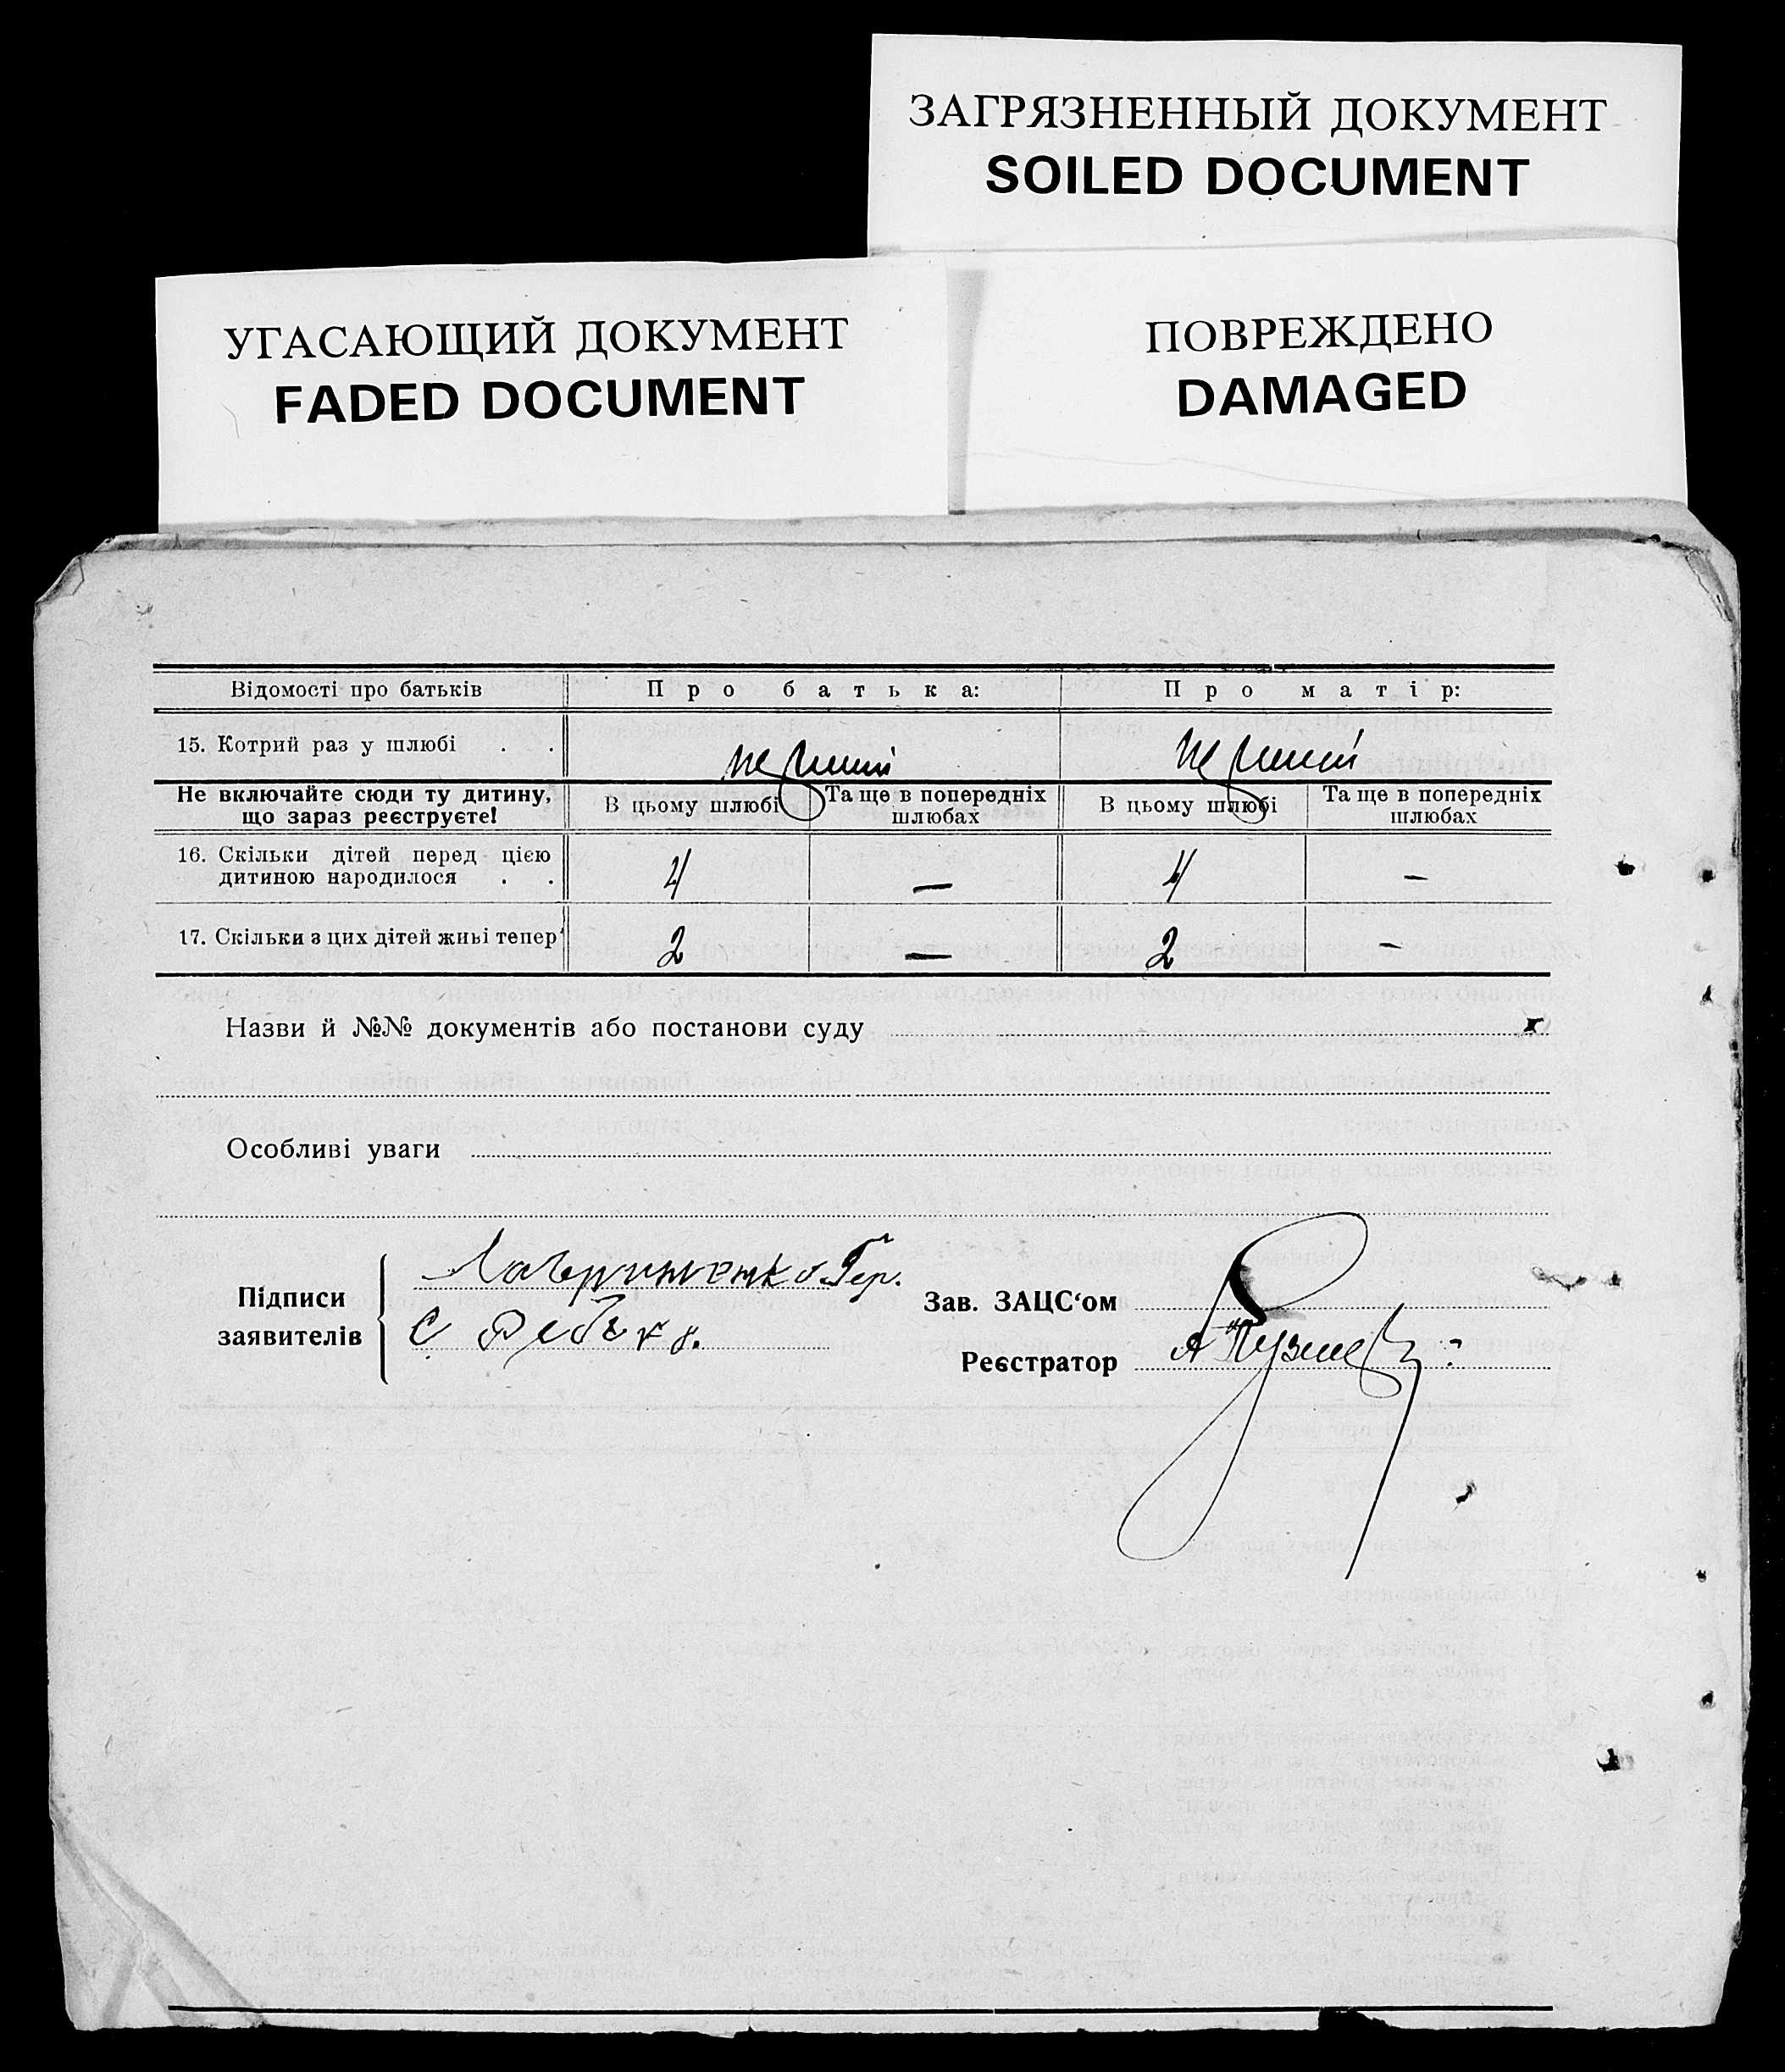 ЗАГРЯЗНЕННЫЙ ДОКУМЕНТ
SOILED DOCUMENT
УГАСАЮЩИЙ ДОКУМЕНТ
FADED DOCUMENT
ПОВРЕЖДЕНО
DAMAGED
Відомості про батьків Про батька: Про матір:
15. Котрий раз у шлюбі . . перший перший
Не включайте сюди ту дитину, що зараз реєструєте! В цьому шлюбі Та ще в попередніх шлюбах В цьому шлюбі Та ще в попередніх шлюбах
16. Скільки дітей перед цією
дитиною народилося . . 4 — 4 —
17. Скільки з цих дітей живі тепер 2 — 2 —
Назви й №№ документів або постанови суду
Особливі уваги
Підписи
заявителів
Зав. ЗАЦС‘ом
Реєстратор